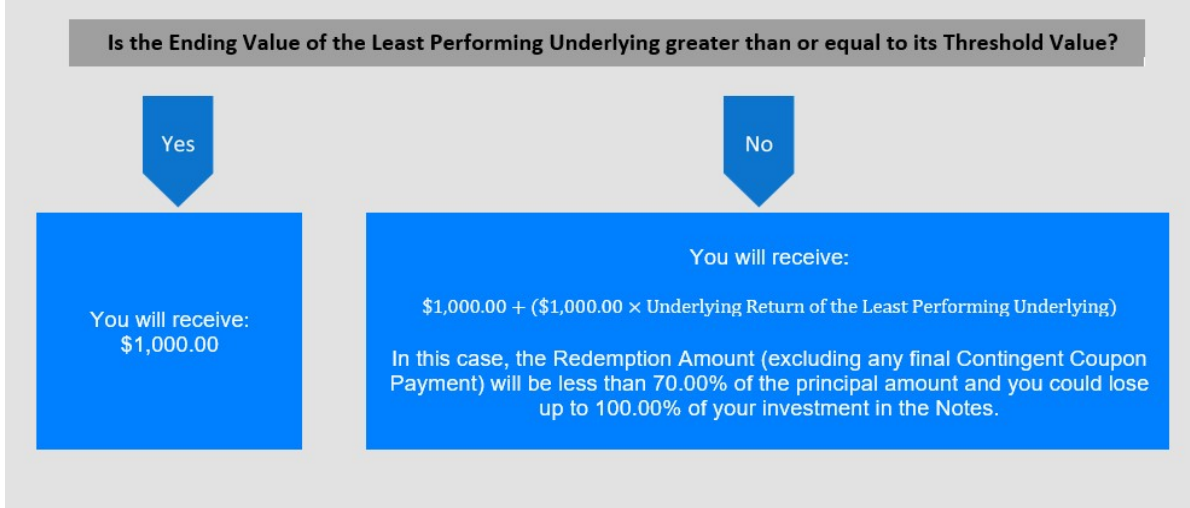 Is the Ending Value of the Least Performing Underlying greater than or equal to its Threshold Value?
Yes
No
You will receive:
$1,000.00
You will receive:
$1,000.00 + ($1,000.00 × Underlying Return of the Least Performing Underlying)
In this case, the Redemption Amount (excluding any final Contingent Coupon
Payment) will be less than 70.00% of the principal amount and you could lose
up to 100.00% of your investment in the Notes.